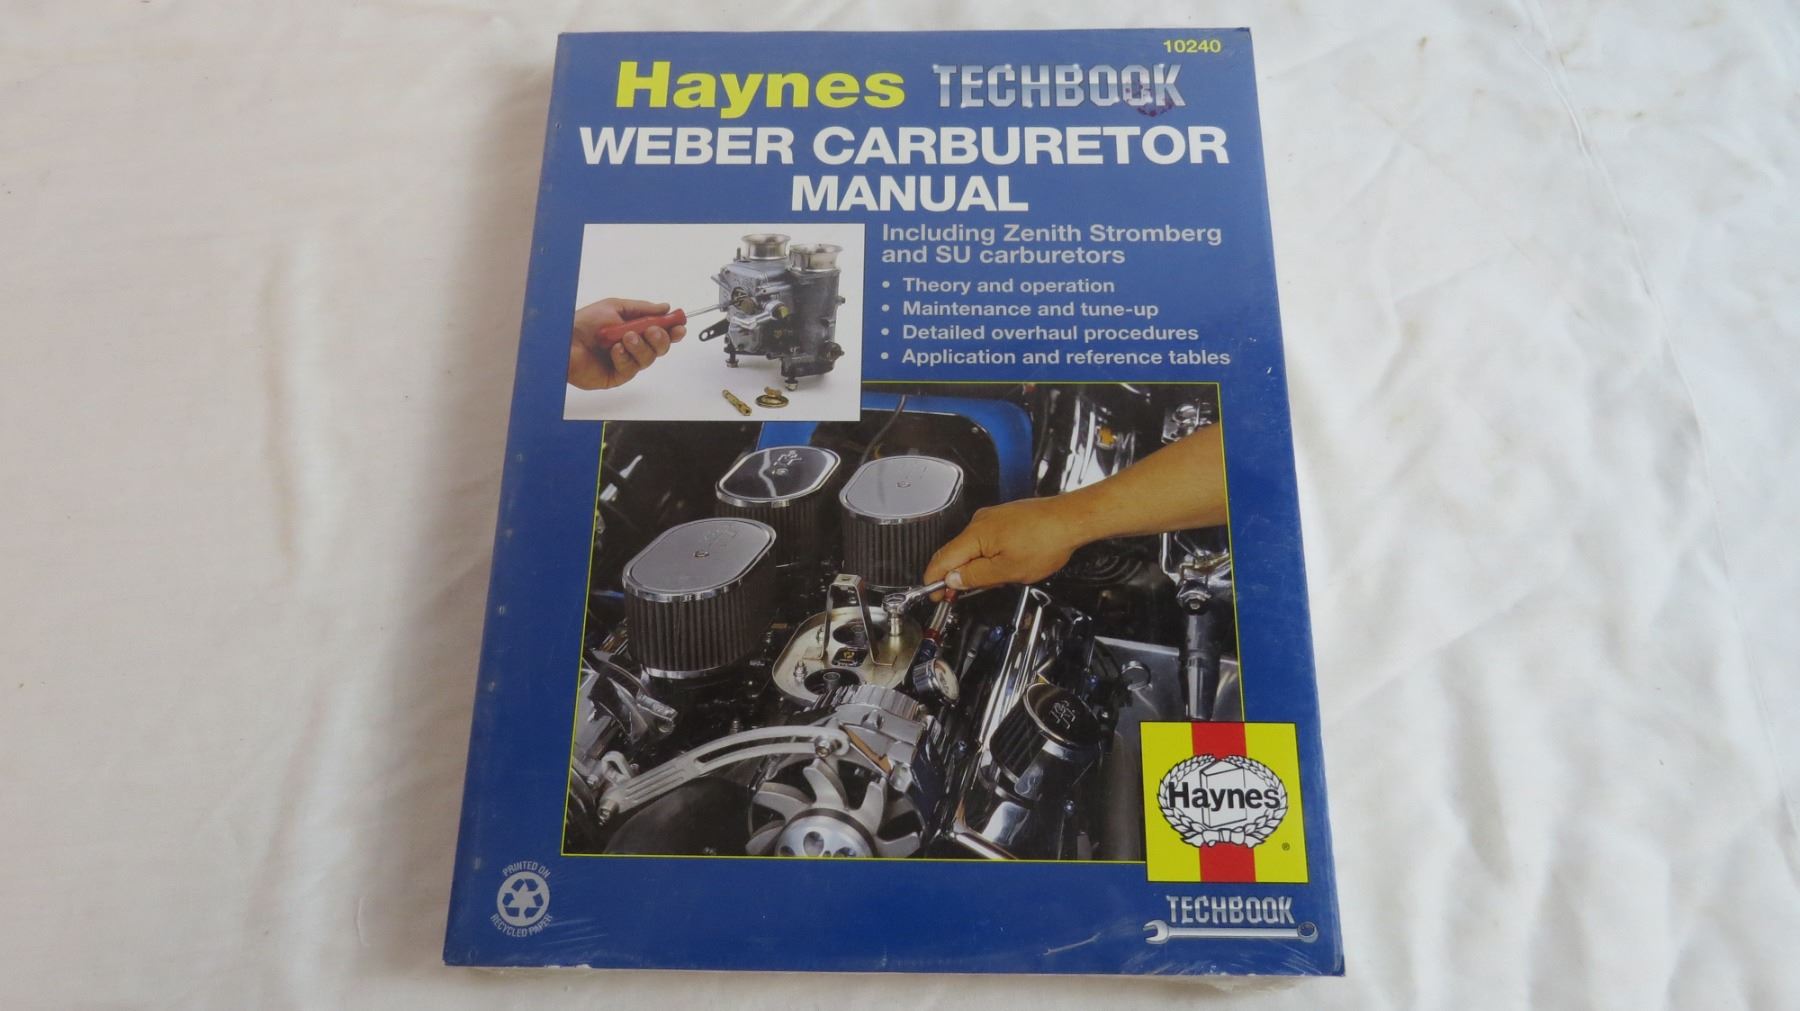 10240
Haynes TECHBOOK
WEBER CARBURETOR
MANUAL
Including Zenith Stromberg
and SU carburetors
• Theory and operation
• Maintenance and tune-up
• Detailed overhaul procedures
• Application and reference tables
Haynes
®
TECHBOOK
PRINTED ON
RECYCLED PAPER